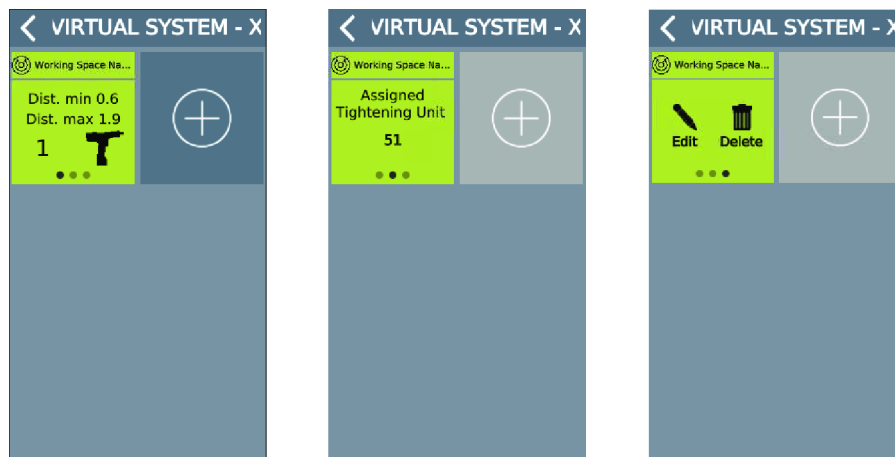 VIRTUAL SYSTEM - X
Working Space Na...
Dist. min 0.6
Dist. max 1.9
1
VIRTUAL SYSTEM - X
Working Space Na...
Assigned
Tightening Unit
51
VIRTUAL SYSTEM - X
Working Space Na...
Edit Delete